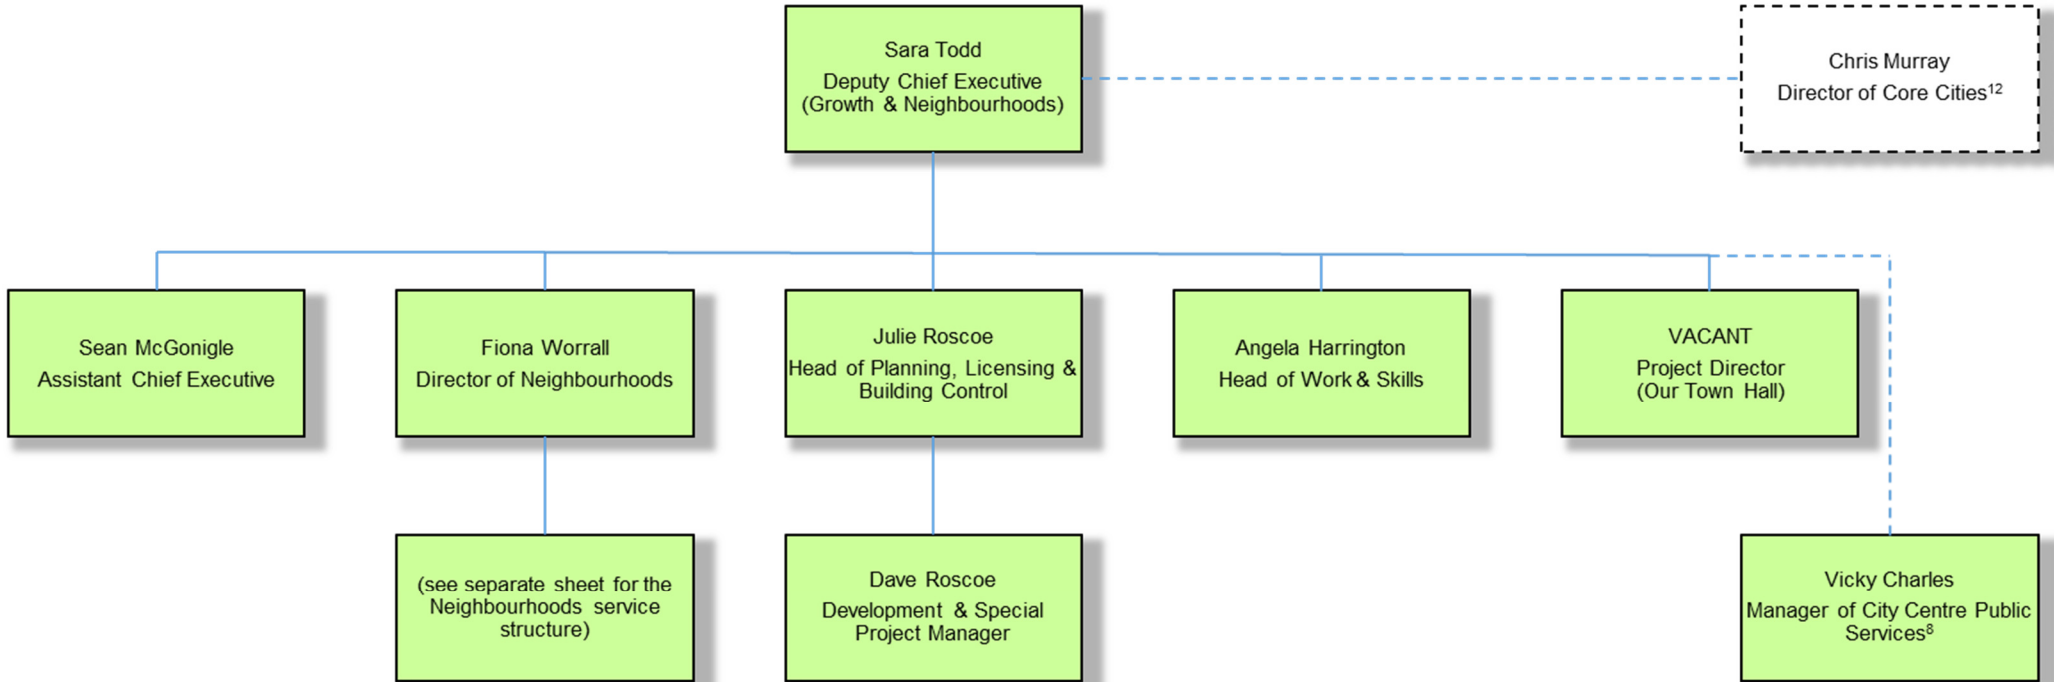 Sara Todd
Deputy Chief Executive
(Growth & Neighbourhoods)
Chris Murray
Director of Core Cities¹²
Sean McGonigle
Assistant Chief Executive
Fiona Worrall
Director of Neighbourhoods
Julie Roscoe
Head of Planning, Licensing &
Building Control
Angela Harrington
Head of Work & Skills
VACANT
Project Director
(Our Town Hall)
(see separate sheet for the
Neighbourhoods service
structure)
Dave Roscoe
Development & Special
Project Manager
Vicky Charles
Manager of City Centre Public
Services⁸